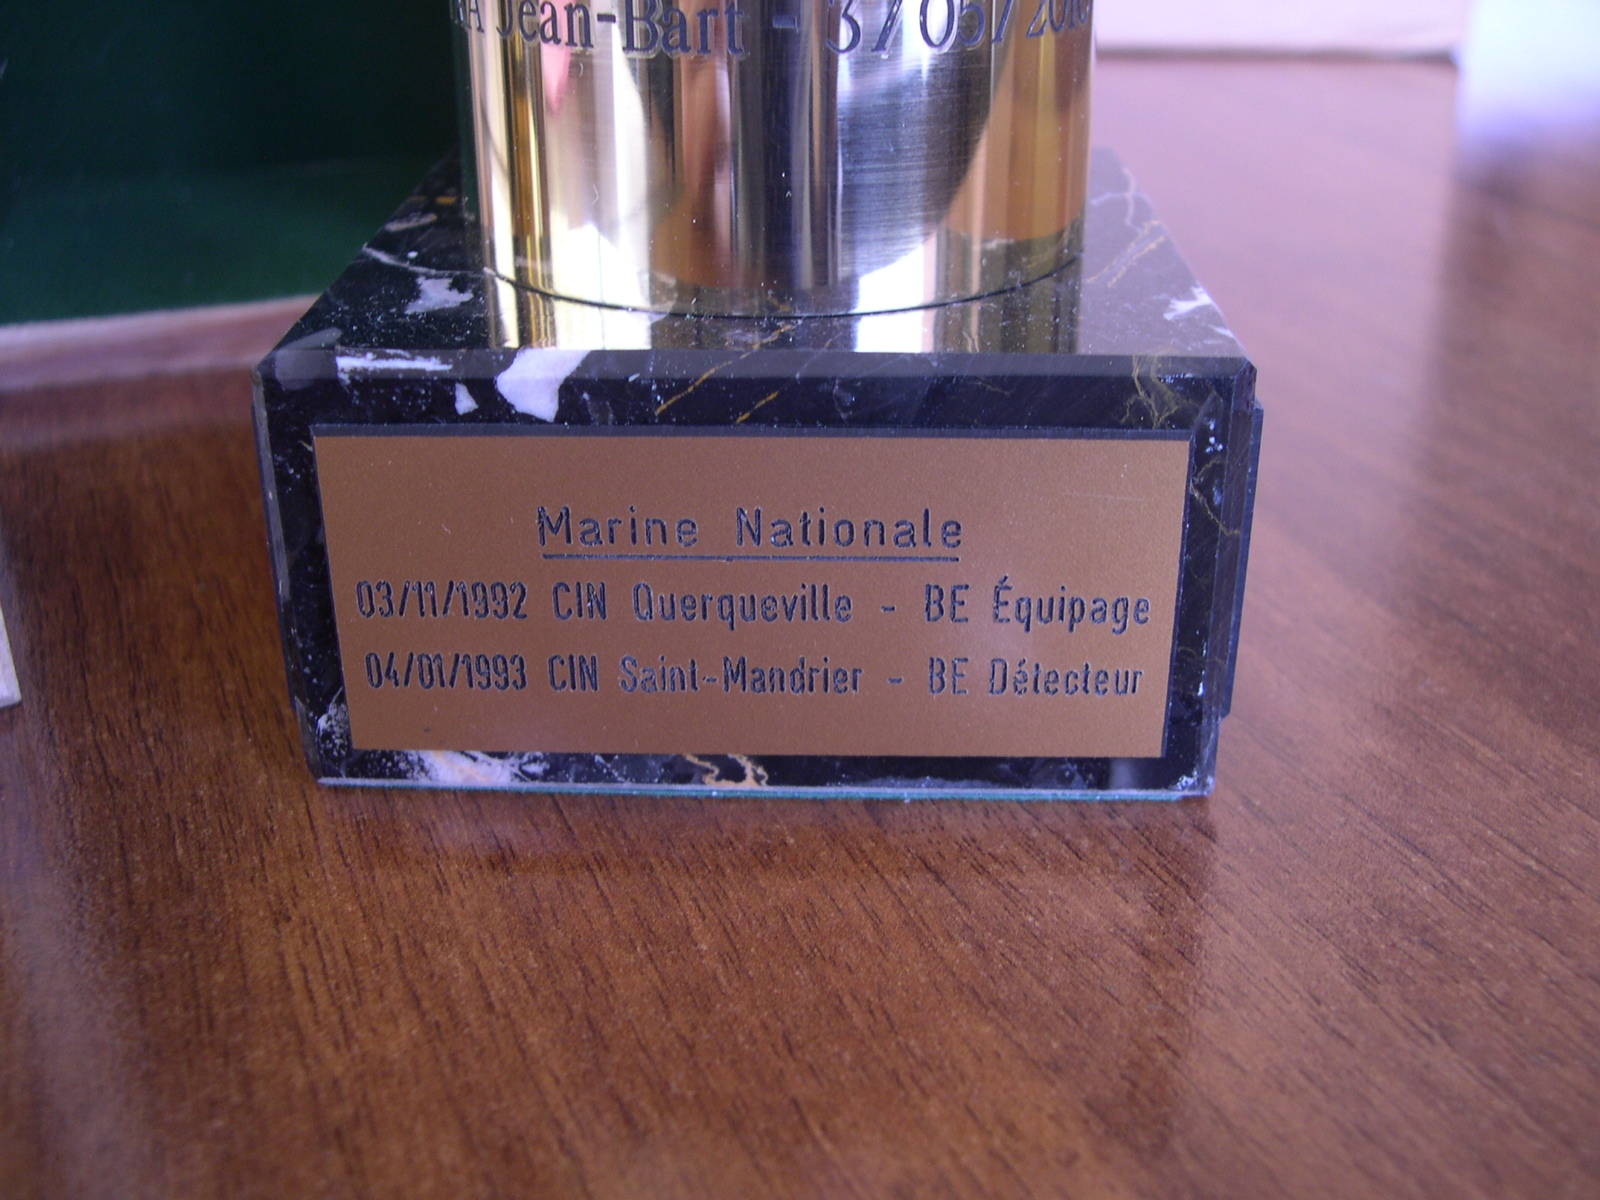 Jean-Bart - 3/05/
Marine Nationale
03/11/1992 CIN Querqueville - BE Équipage
04/01/1993 CIN Saint-Mandrier - BE Détecteur